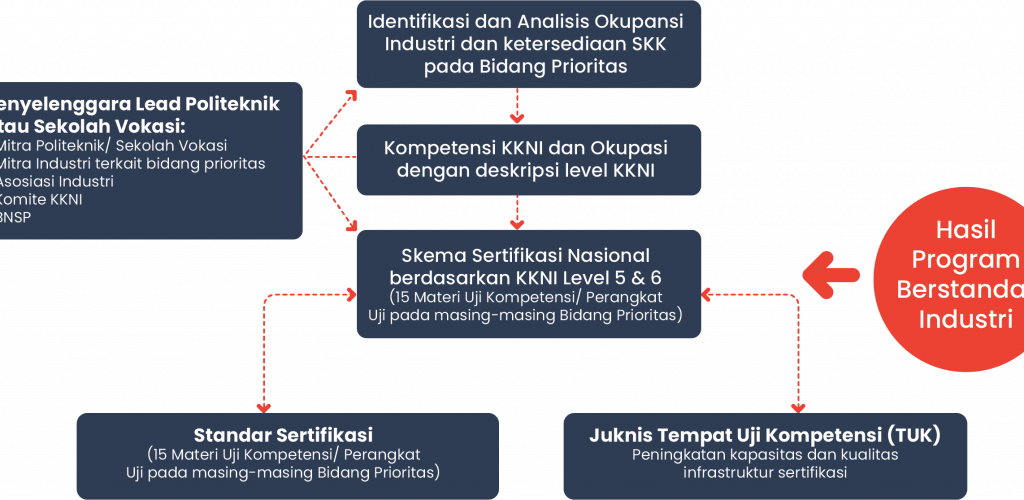 Identifikasi dan Analisis Okupansi
Industri dan ketersediaan SKK
pada Bidang Prioritas
enyelenggara Lead Politeknik
tau Sekolah Vokasi:
Mitra Politeknik/ Sekolah Vokasi
Mitra Industri terkait bidang prioritas
Asosiasi Industri
Komite KKNI
BNSP
Kompetensi KKNI dan Okupasi
dengan deskripsi level KKNI
Skema Sertifikasi Nasional
berdasarkan KKNI Level 5 & 6
(15 Materi Uji Kompetensi/ Perangkat
Uji pada masing-masing Bidang Prioritas)
Hasil
Program
Berstanda
Industri
Standar Sertifikasi
(15 Materi Uji Kompetensi/ Perangkat
Uji pada masing-masing Bidang Prioritas)
Juknis Tempat Uji Kompetensi (TUK)
Peningkatan kapasitas dan kualitas
infrastruktur sertifikasi